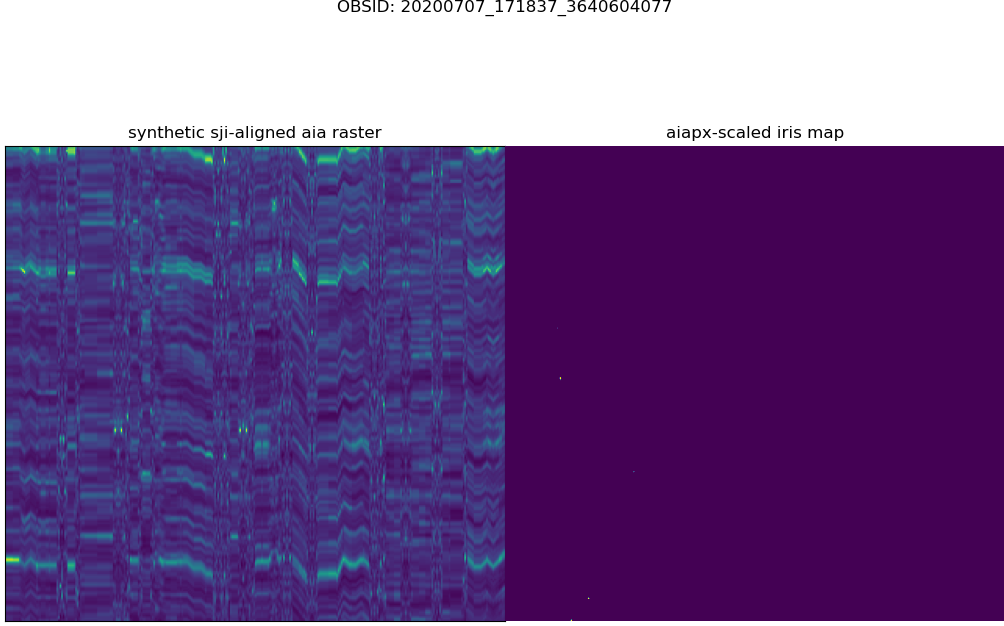 OBSID: 20200707_171837_3640604077
synthetic sji-aligned aia raster
aiapx-scaled iris map